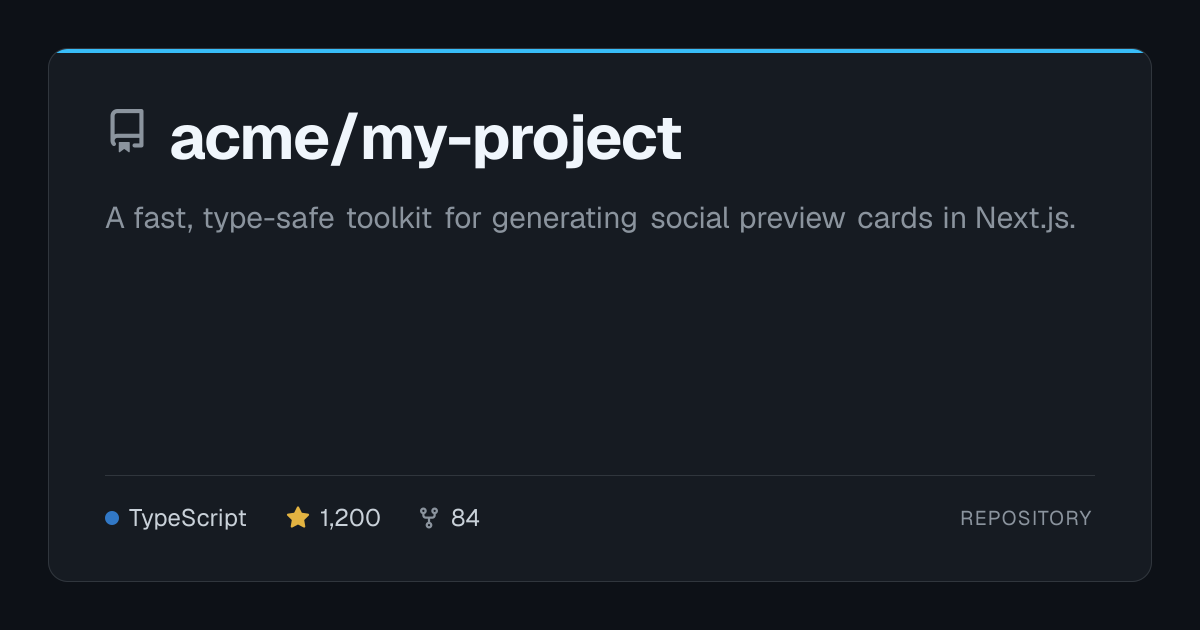 acme/my-project
A fast, type-safe toolkit for generating social preview cards in Next.js.
TypeScript 1,200 84 REPOSITORY